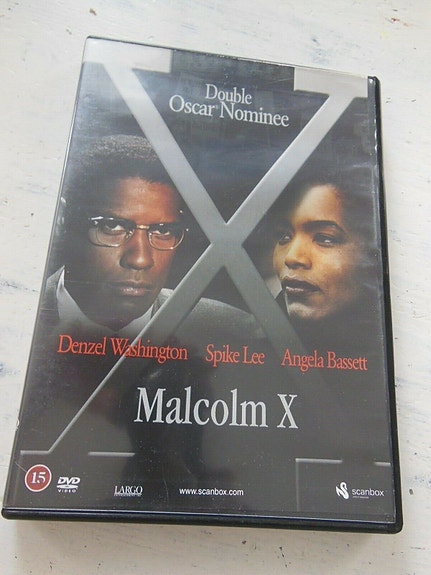 Double
Oscar® Nominee
X
Denzel Washington Spike Lee Angela Bassett
Malcolm X
15
DVD
VIDEO
LARGO
www.scanbox.com
scanbox